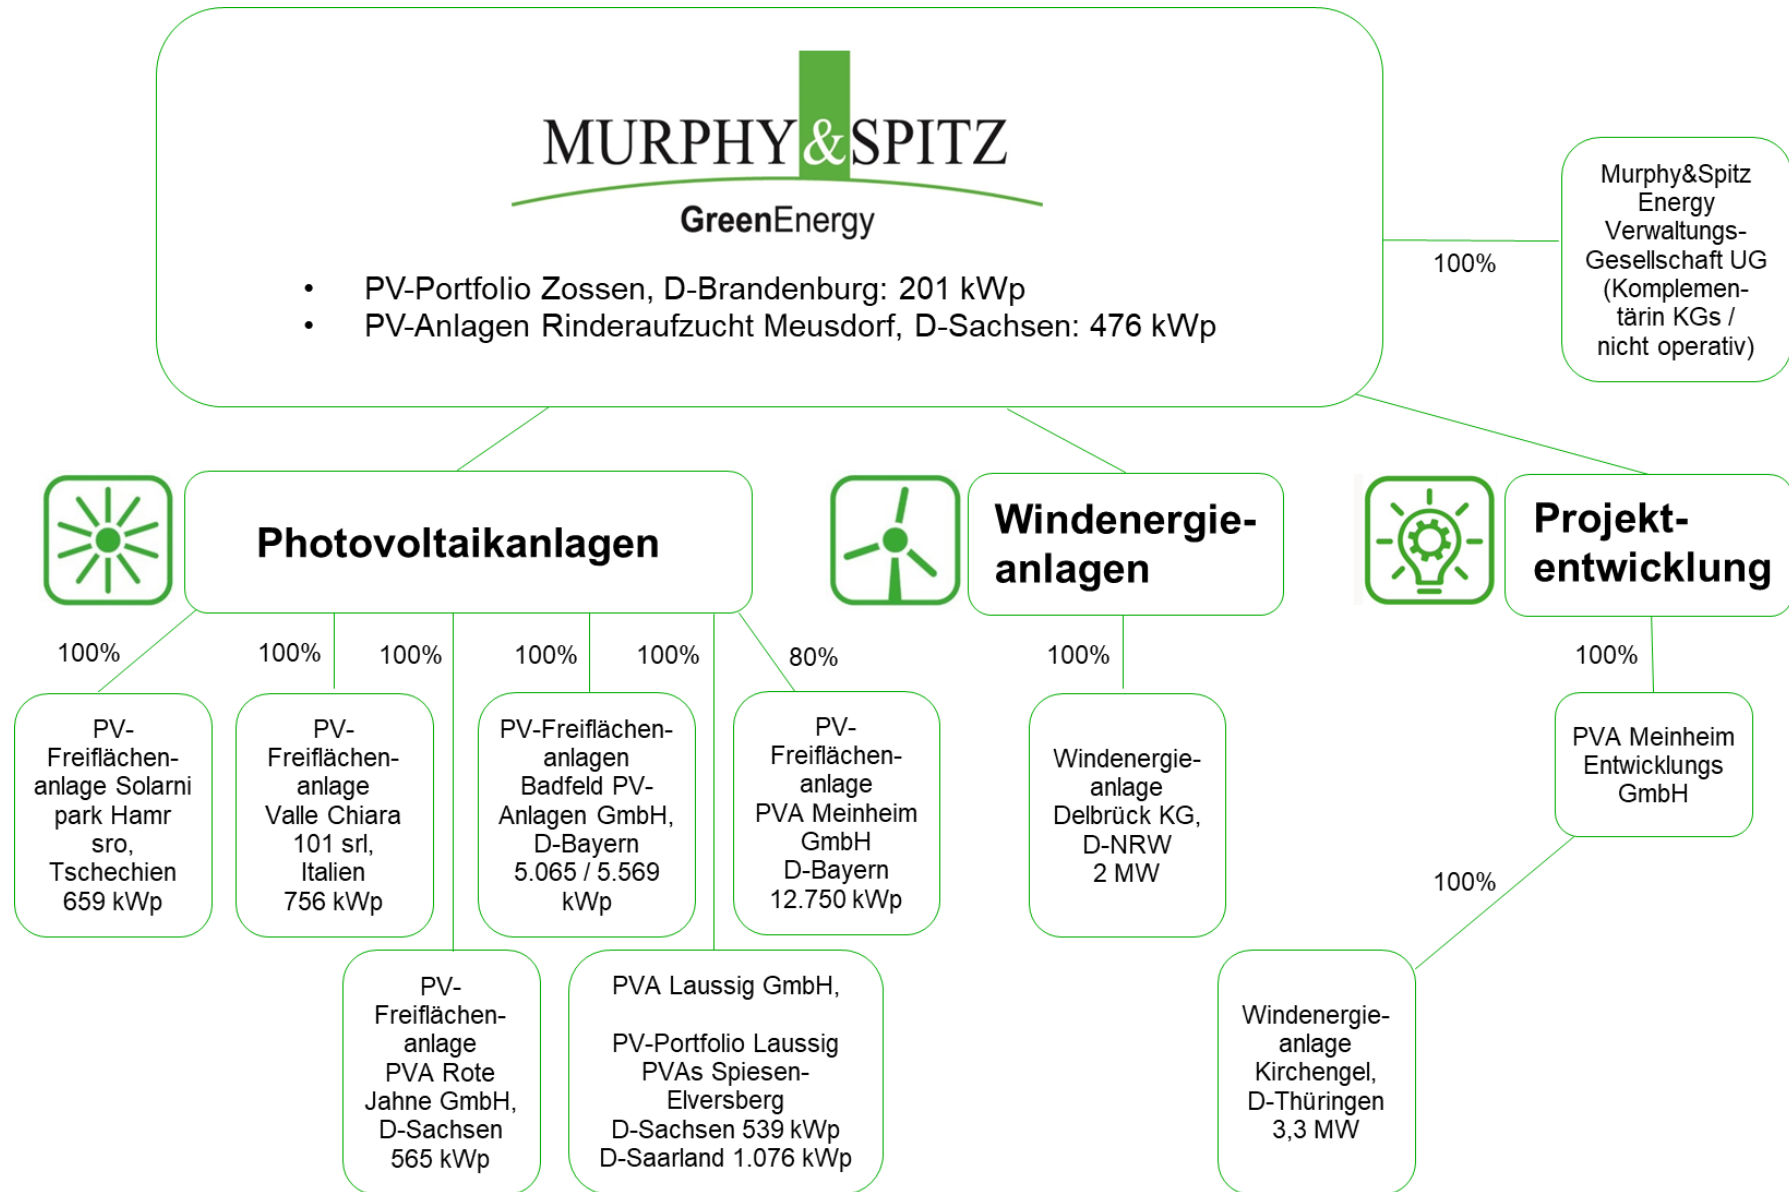 MURPHY&SPITZ
GreenEnergy
• PV-Portfolio Zossen, D-Brandenburg: 201 kWp
• PV-Anlagen Rinderaufzucht Meusdorf, D-Sachsen: 476 kWp
100%
Murphy&Spitz
Energy
Verwaltungs-
Gesellschaft UG
(Komplemen-
tärin KGs /
nicht operativ)
Photovoltaikanlagen
Windenergie-
anlagen
Projekt-
entwicklung
100%
100%
100%
100%
100%
80%
100%
100%
PV-
Freiflächen-
anlage Solarni
park Hamr
sro,
Tschechien
659 kWp
PV-
Freiflächen-
anlage
Valle Chiara
101 srl,
Italien
756 kWp
PV-Freiflächen-
anlagen
Badfeld PV-
Anlagen GmbH,
D-Bayern
5.065 / 5.569
kWp
PV-
Freiflächen-
anlage
PVA Meinheim
GmbH
D-Bayern
12.750 kWp
Windenergie-
anlage
Delbrück KG,
D-NRW
2 MW
PVA Meinheim
Entwicklungs
GmbH
100%
PV-
Freiflächen-
anlage
PVA Rote
Jahne GmbH,
D-Sachsen
565 kWp
PVA Laussig GmbH,
PV-Portfolio Laussig
PVAs Spiesen-
Elversberg
D-Sachsen 539 kWp
D-Saarland 1.076 kWp
Windenergie-
anlage
Kirchengel,
D-Thüringen
3,3 MW